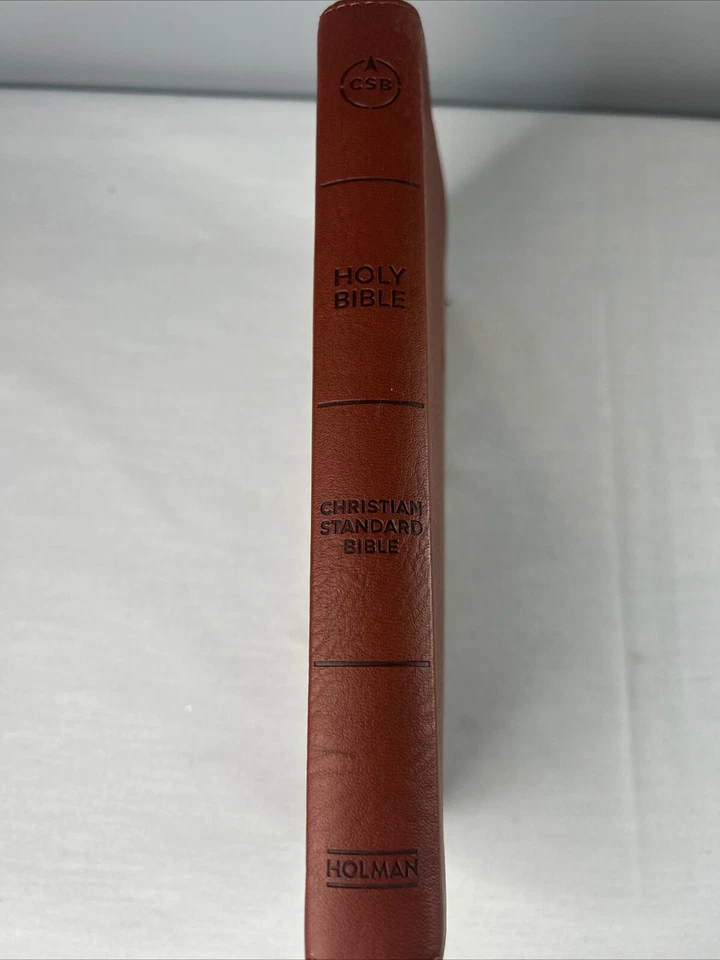 CSB
HOLY
BIBLE
CHRISTIAN
STANDARD
BIBLE
HOLMAN